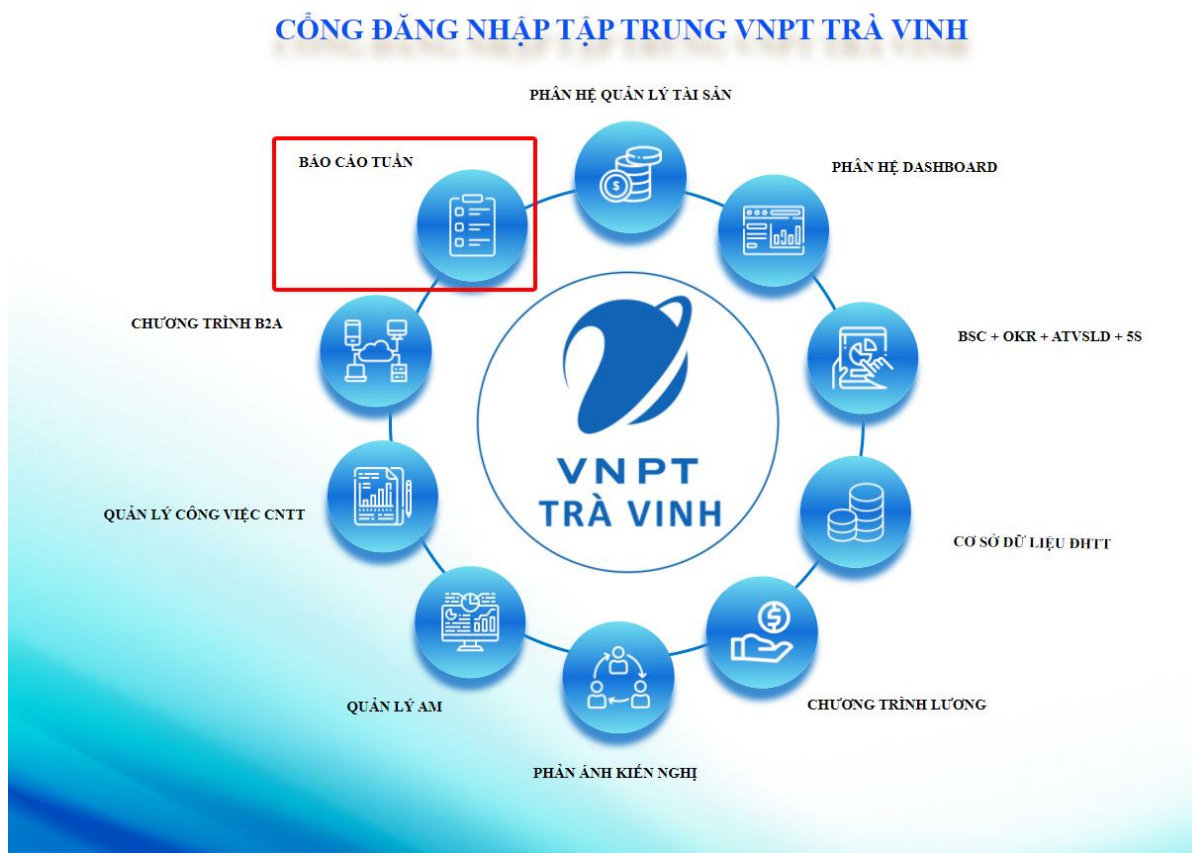 CỔNG ĐĂNG NHẬP TẬP TRUNG VNPT TRÀ VINH
PHÂN HỆ QUẢN LÝ TÀI SẢN
BÁO CÁO TUẦN
PHÂN HỆ DASHBOARD
CHƯƠNG TRÌNH B2A
BSC + OKR + ATVSLD + 5S
VNPT
TRÀ VINH
QUẢN LÝ CÔNG VIỆC CNTT
CƠ SỞ DỮ LIỆU ĐHTT
QUẢN LÝ AM
CHƯƠNG TRÌNH LƯƠNG
PHẢN ÁNH KIẾN NGHỊ